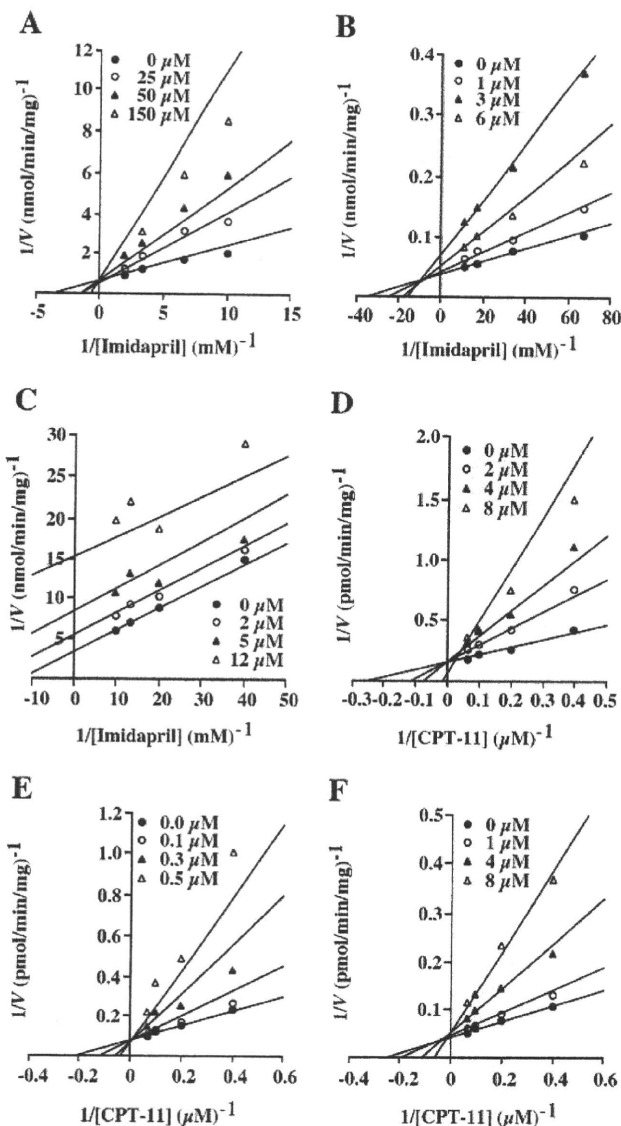 A
0 µM
25 µM
50 µM
150 µM
1/V (nmol/min/mg)-1
12
10
8
6
4
2
-5 0 5 10 15
1/[Imidapril] (mM)-1
B
0 µM
1 µM
3 µM
6 µM
1/V (nmol/min/mg)-1
0.4
0.3
0.2
0.1
-40 -20 0 20 40 60 80
1/[Imidapril] (mM)-1
C
0 µM
2 µM
5 µM
12 µM
1/V (nmol/min/mg)-1
30
25
20
15
10
5
-10 0 10 20 30 40 50
1/[Imidapril] (mM)-1
D
0 µM
2 µM
4 µM
8 µM
1/V (pmol/min/mg)-1
2.0
1.5
1.0
0.5
-0.3 -0.2 -0.1 0 0.1 0.2 0.3 0.4 0.5
1/[CPT-11] (µM)-1
E
0.0 µM
0.1 µM
0.3 µM
0.5 µM
1/V (pmol/min/mg)-1
1.2
1.0
0.8
0.6
0.4
0.2
-0.4 -0.2 0 0.2 0.4 0.6
1/[CPT-11] (µM)-1
F
0 µM
1 µM
4 µM
8 µM
1/V (pmol/min/mg)-1
0.5
0.4
0.3
0.2
0.1
-0.4 -0.2 0 0.2 0.4 0.6
1/[CPT-11] (µM)-1